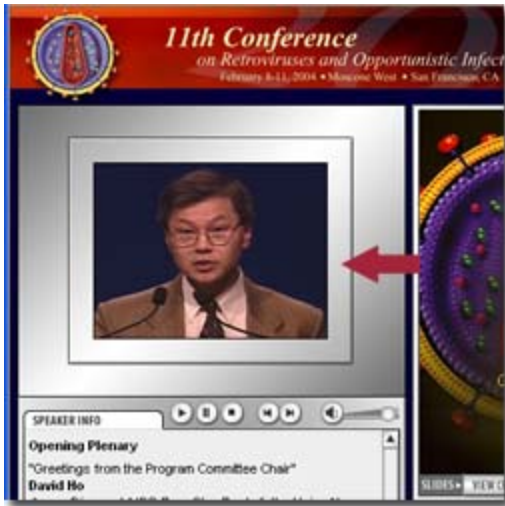 11th Conference
on Retroviruses and Opportunistic Infect
February 8-11, 2004 • Moscone West • San Francisco, CA
SPEAKER INFO
Opening Plenary
"Greetings from the Program Committee Chair"
David Ho
SLIDES VIEW